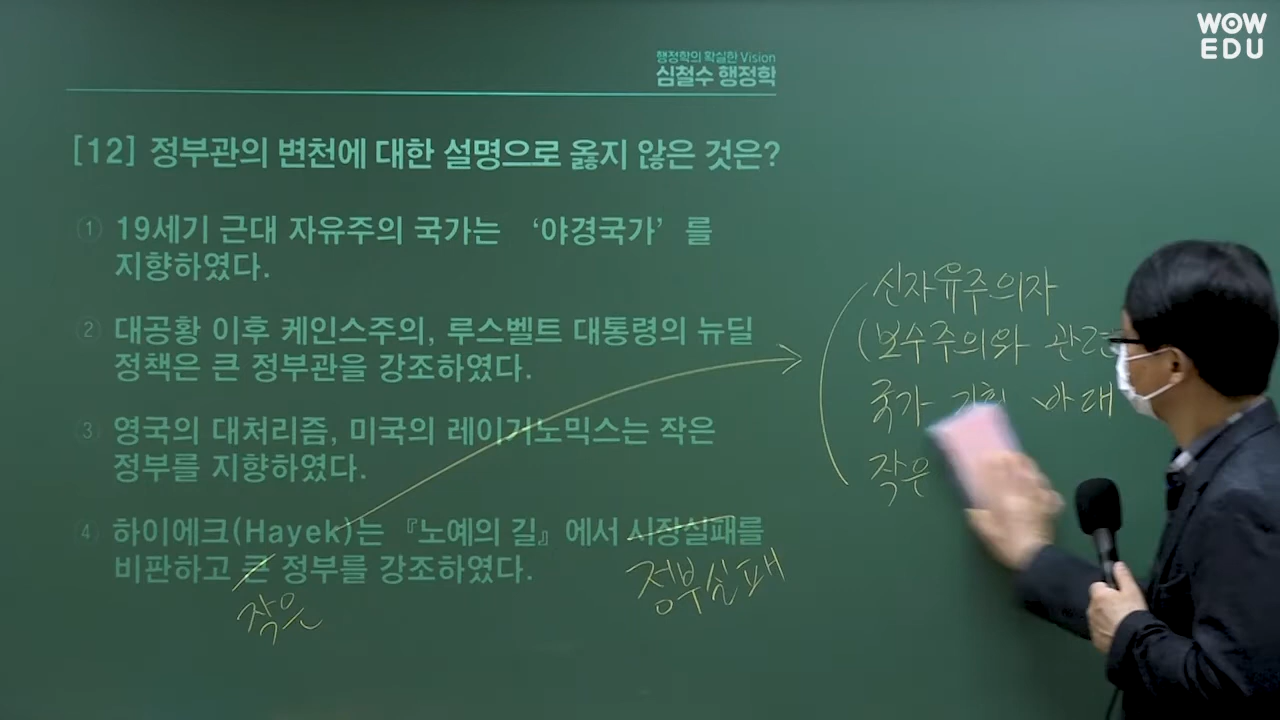 WOW
EDU
행정학의 확실한 Vision
심철수 행정학
[12] 정부관의 변천에 대한 설명으로 옳지 않은 것은?
① 19세기 근대 자유주의 국가는 ‘야경국가’ 를
지향하였다.
② 대공황 이후 케인스주의, 루스벨트 대통령의 뉴딜
정책은 큰 정부관을 강조하였다.
③ 영국의 대처리즘, 미국의 레이거노믹스는 작은
정부를 지향하였다.
④ 하이에크(Hayek)는 『노예의 길』에서 시장실패를
비판하고 큰 정부를 강조하였다.
작은
정부실패
신자유주의자
(보수주의와
국가
작은